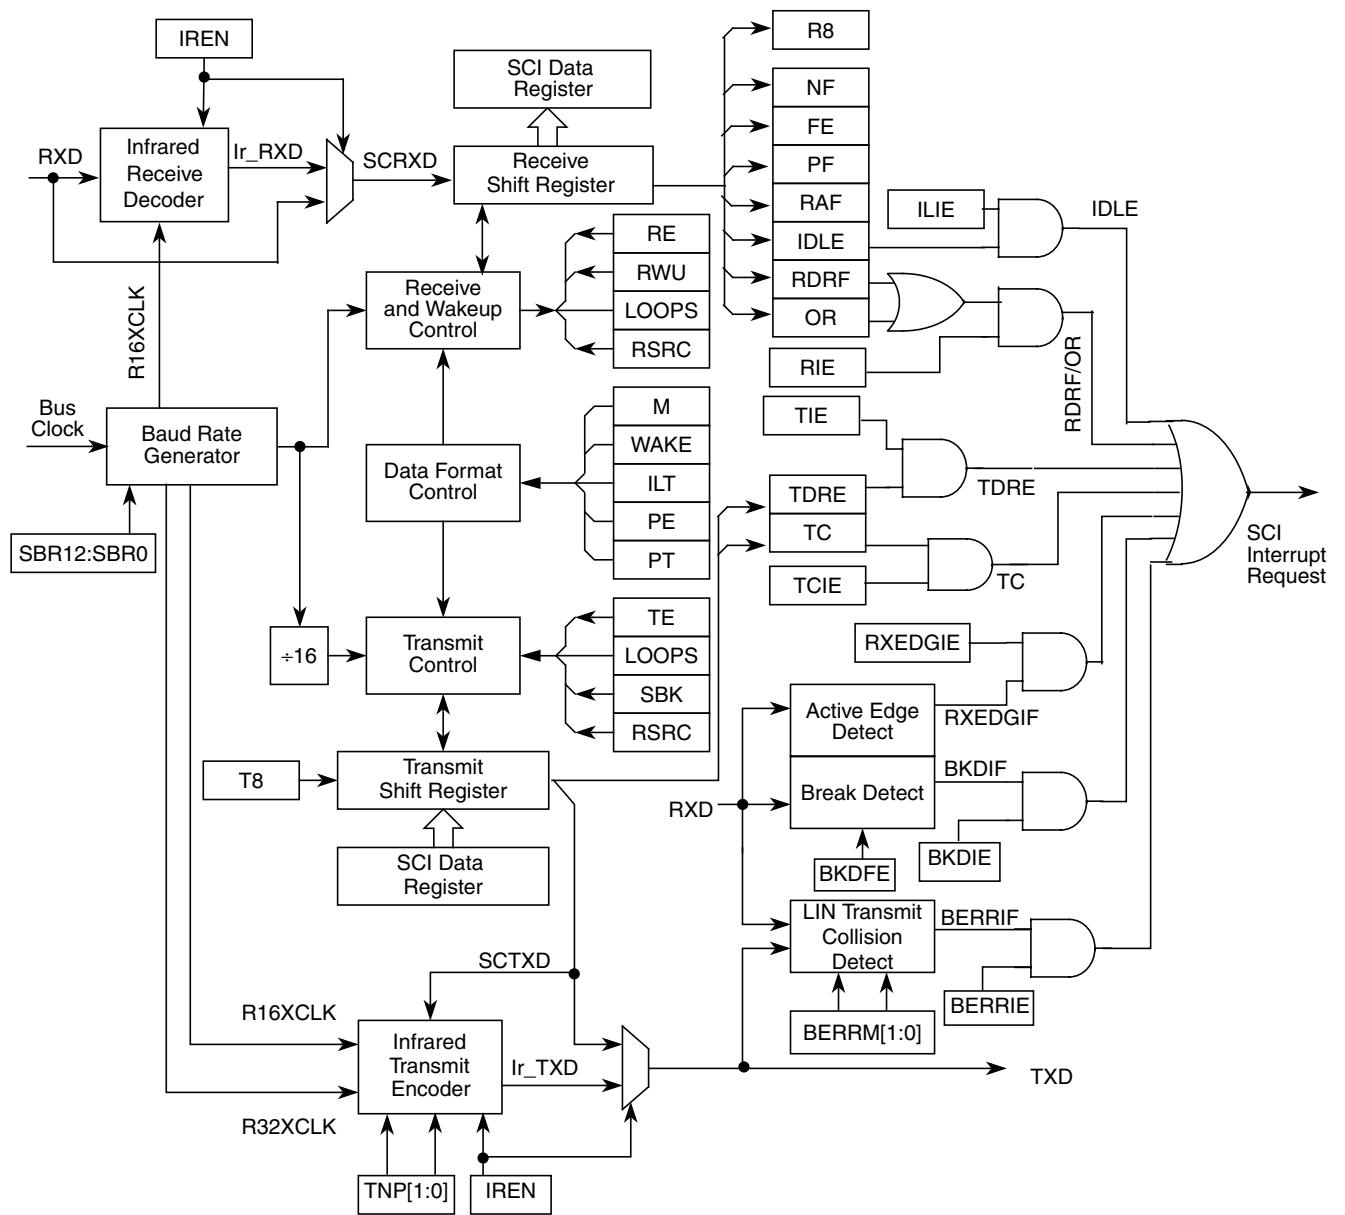 IREN
SCI Data
Register
R8
NF
FE
PF
RAF
IDLE
RDRF
OR
RXD
Infrared
Receive
Decoder
Ir_RXD
SCRXD
Receive
Shift Register
ILIE
IDLE
R16XCLK
Receive
and Wakeup
Control
RE
RWU
LOOPS
RSRC
RIE
RDRF/OR
TIE
Bus
Clock
Baud Rate
Generator
Data Format
Control
M
WAKE
ILT
PE
PT
TDRE
TC
TCIE
TDRE
TC
SCI
Interrupt
Request
SBR12:SBR0
÷16
Transmit
Control
TE
LOOPS
SBK
RSRC
RXEDGIE
Active Edge
Detect
RXEDGIF
T8
Transmit
Shift Register
RXD
Break Detect
BKDIF
BKDIE
BKDFE
SCI Data
Register
LIN Transmit
Collision
Detect
BERRIF
BERRIE
BERRM[1:0]
SCTXD
R16XCLK
Infrared
Transmit
Encoder
Ir_TXD
TXD
R32XCLK
TNP[1:0]
IREN